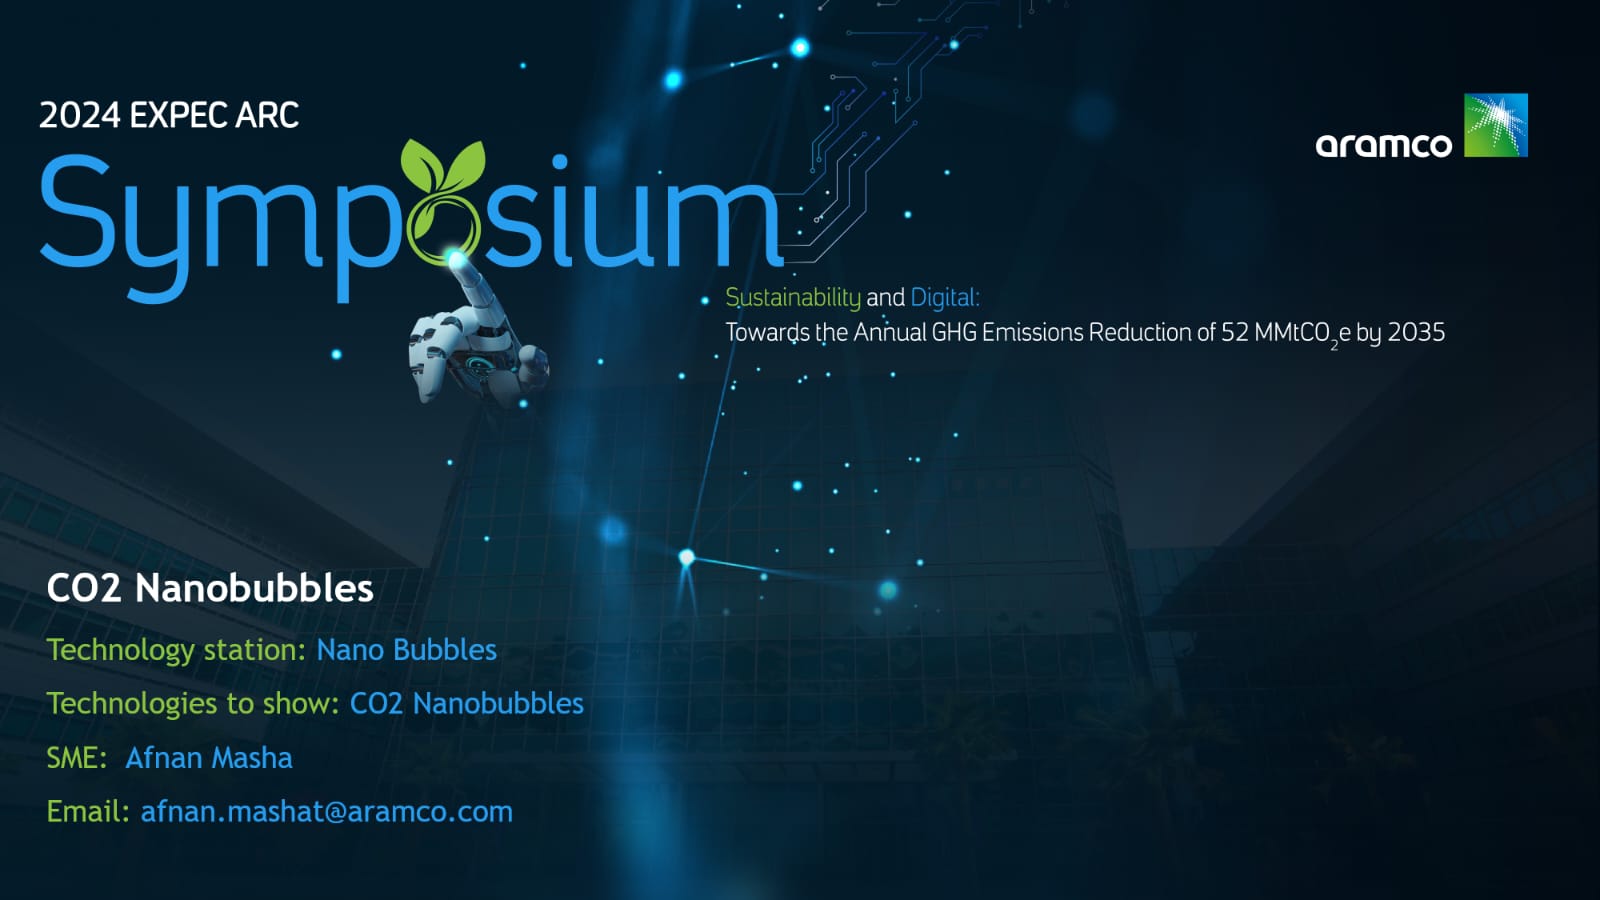 2024 EXPEC ARC
Symposium
aramco
Sustainability and Digital:
Towards the Annual GHG Emissions Reduction of 52 MMtCO2e by 2035
CO2 Nanobubbles
Technology station: Nano Bubbles
Technologies to show: CO2 Nanobubbles
SME: Afnan Masha
Email: afnan.mashat@aramco.com